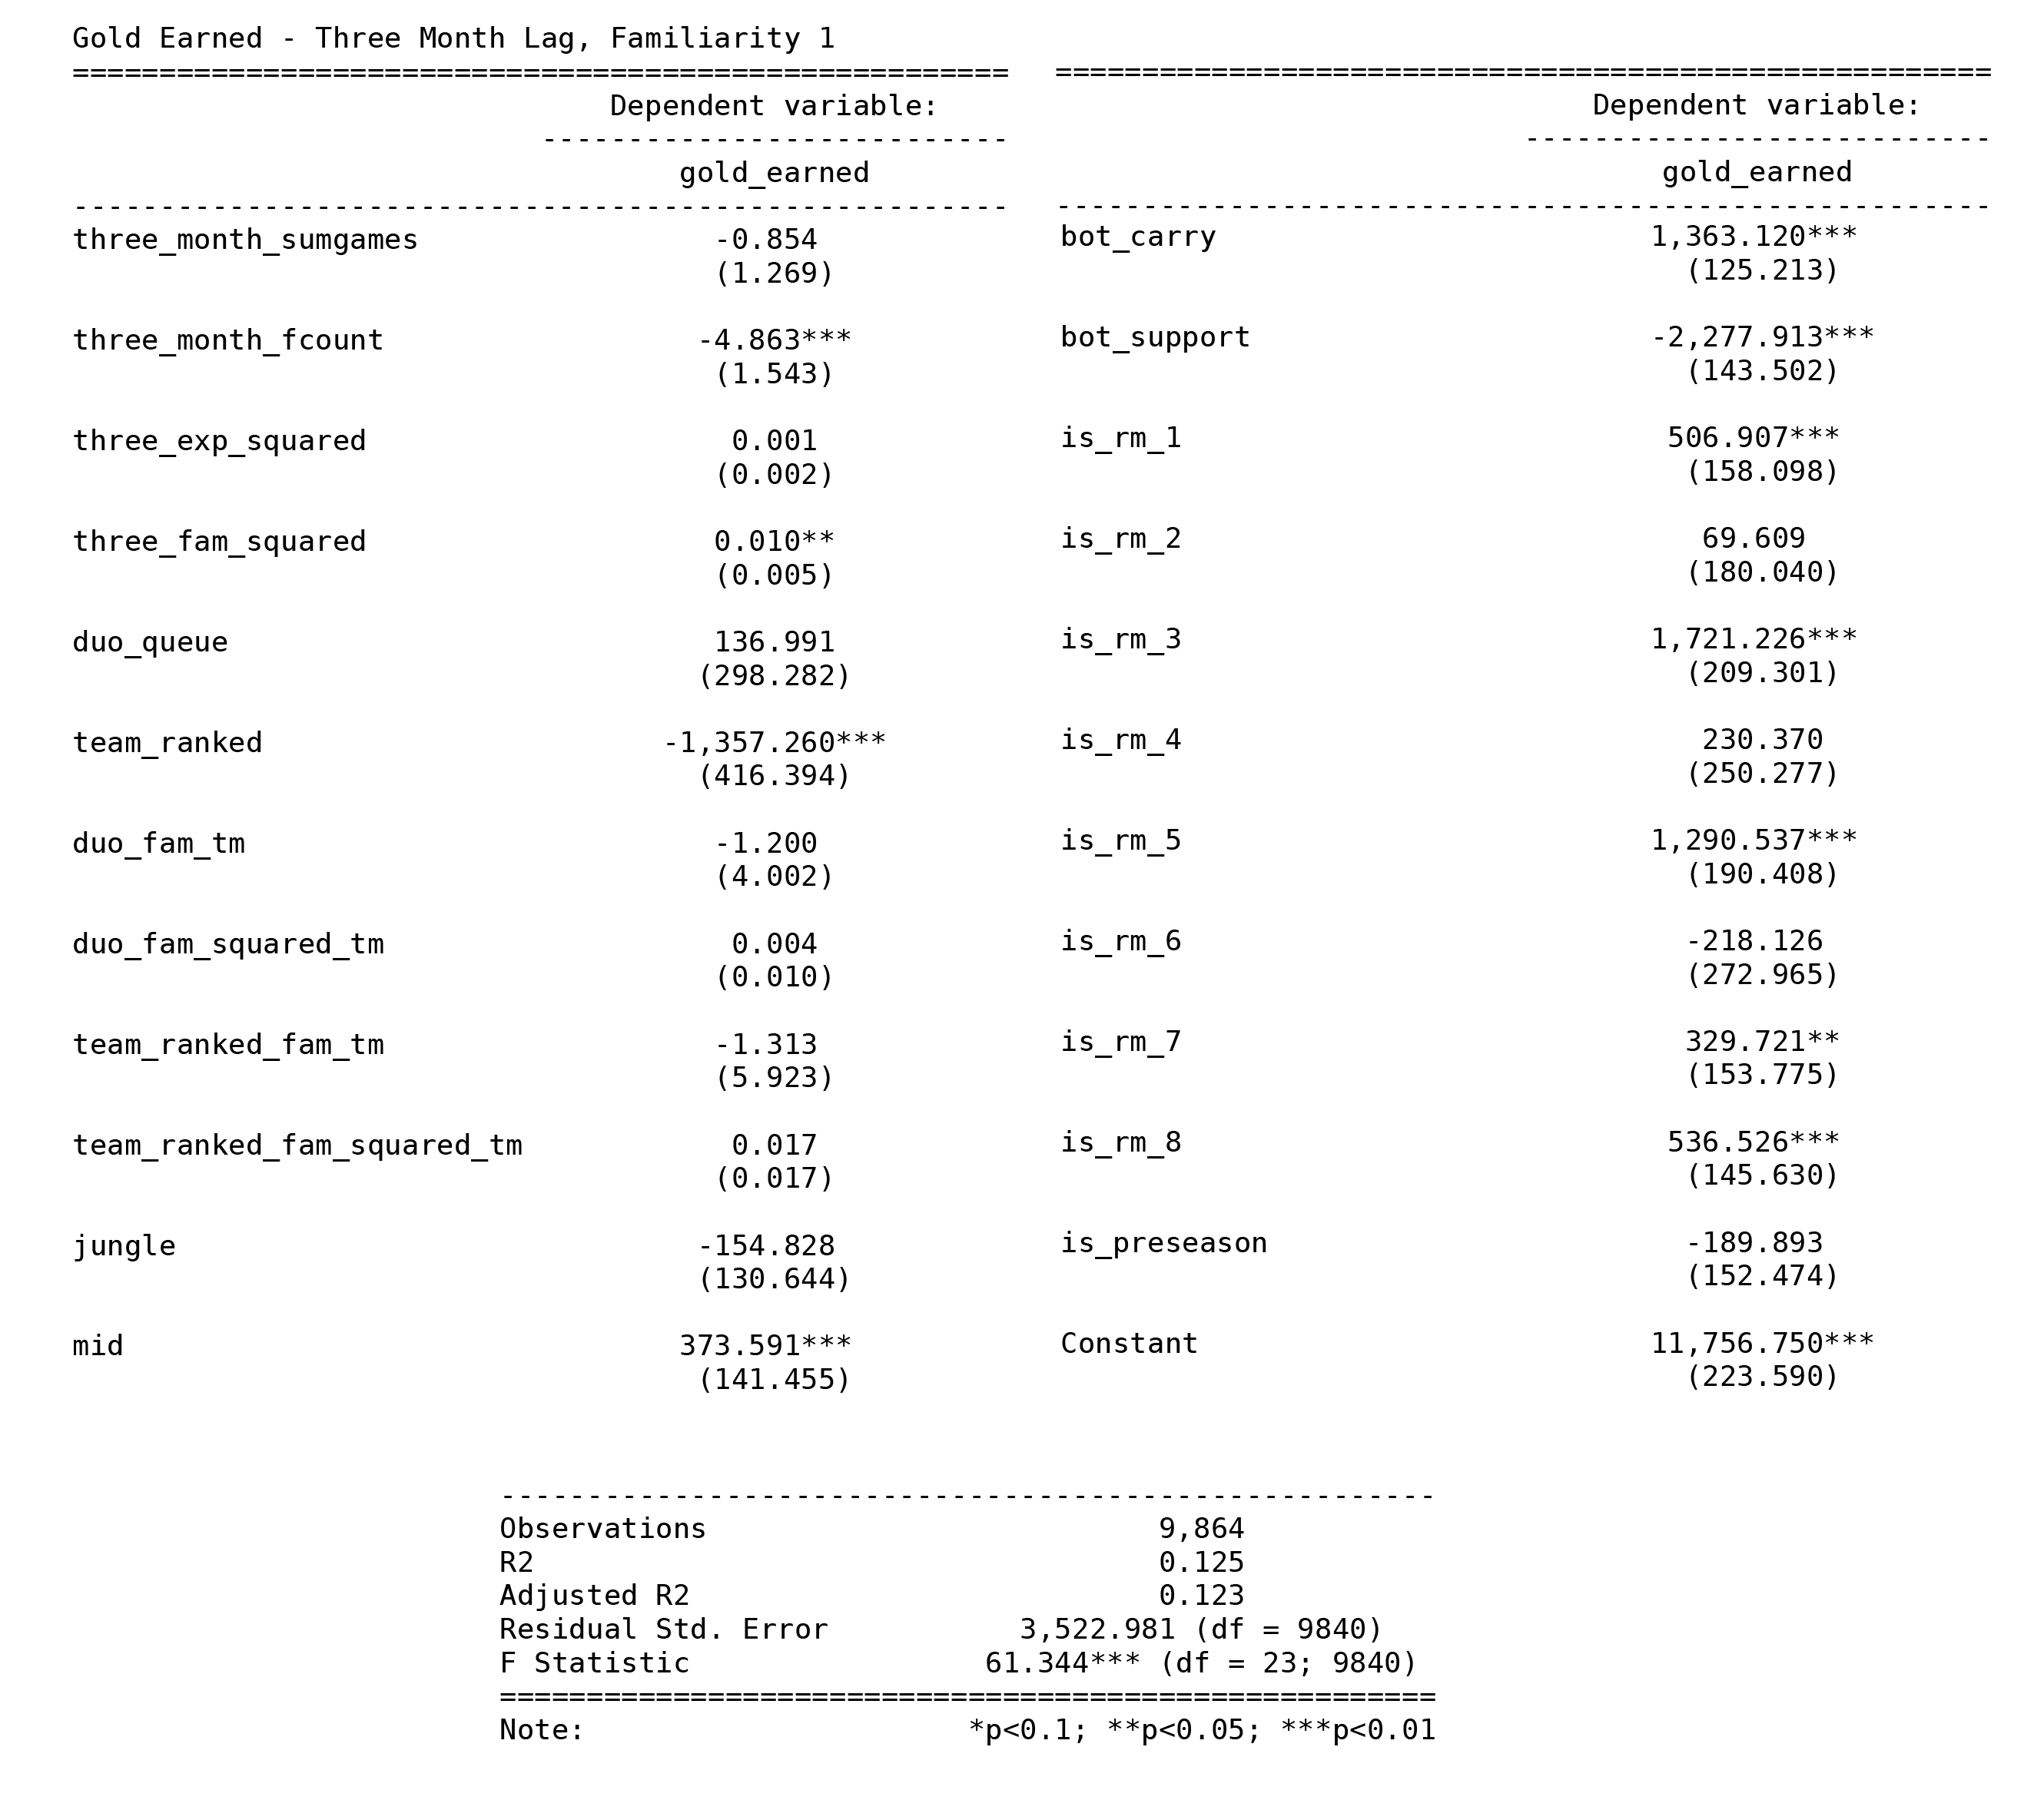 Gold Earned - Three Month Lag, Familiarity 1
======================================================
Dependent variable:
---------------------------
gold_earned
------------------------------------------------------
three_month_sumgames -0.854
(1.269)
three_month_fcount -4.863***
(1.543)
three_exp_squared 0.001
(0.002)
three_fam_squared 0.010**
(0.005)
duo_queue 136.991
(298.282)
team_ranked -1,357.260***
(416.394)
duo_fam_tm -1.200
(4.002)
duo_fam_squared_tm 0.004
(0.010)
team_ranked_fam_tm -1.313
(5.923)
team_ranked_fam_squared_tm 0.017
(0.017)
jungle -154.828
(130.644)
mid 373.591***
(141.455)
======================================================
Dependent variable:
---------------------------
gold_earned
------------------------------------------------------
bot_carry 1,363.120***
(125.213)
bot_support -2,277.913***
(143.502)
is_rm_1 506.907***
(158.098)
is_rm_2 69.609
(180.040)
is_rm_3 1,721.226***
(209.301)
is_rm_4 230.370
(250.277)
is_rm_5 1,290.537***
(190.408)
is_rm_6 -218.126
(272.965)
is_rm_7 329.721**
(153.775)
is_rm_8 536.526***
(145.630)
is_preseason -189.893
(152.474)
Constant 11,756.750***
(223.590)
------------------------------------------------------
Observations 9,864
R2 0.125
Adjusted R2 0.123
Residual Std. Error 3,522.981 (df = 9840)
F Statistic 61.344*** (df = 23; 9840)
======================================================
Note: *p<0.1; **p<0.05; ***p<0.01